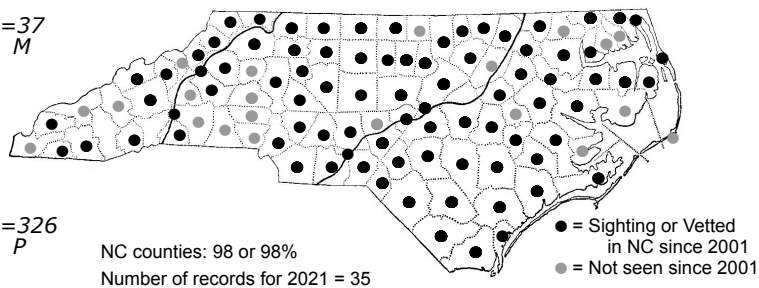 =37
M
=326
P
NC counties: 98 or 98%
Number of records for 2021 = 35
= Sighting or Vetted
in NC since 2001
= Not seen since 2001